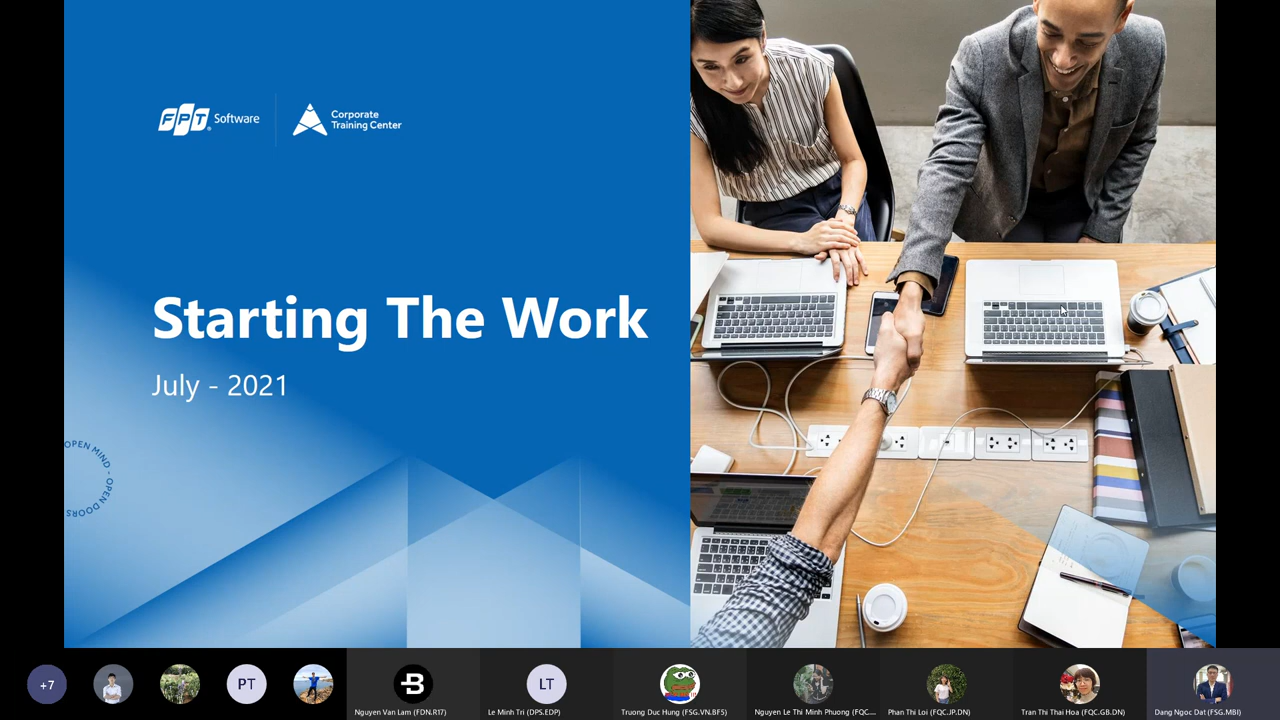 FPT Software
Corporate
Training Center
Starting The Work
July - 2021
OPEN MIND - OPEN DOORS
+7
PT
LT
Nguyen Van Lam (FDN.R17)
Le Minh Tri (DPS.EDP)
Truong Duc Hung (FSG.VN.BF5)
Nguyen Le Thi Minh Phuong (FQC....
Phan Thi Loi (FQC.JP.DN)
Tran Thi Thai Hoa (FQC.GB.DN)
Dang Ngoc Dat (FSG.MBI)